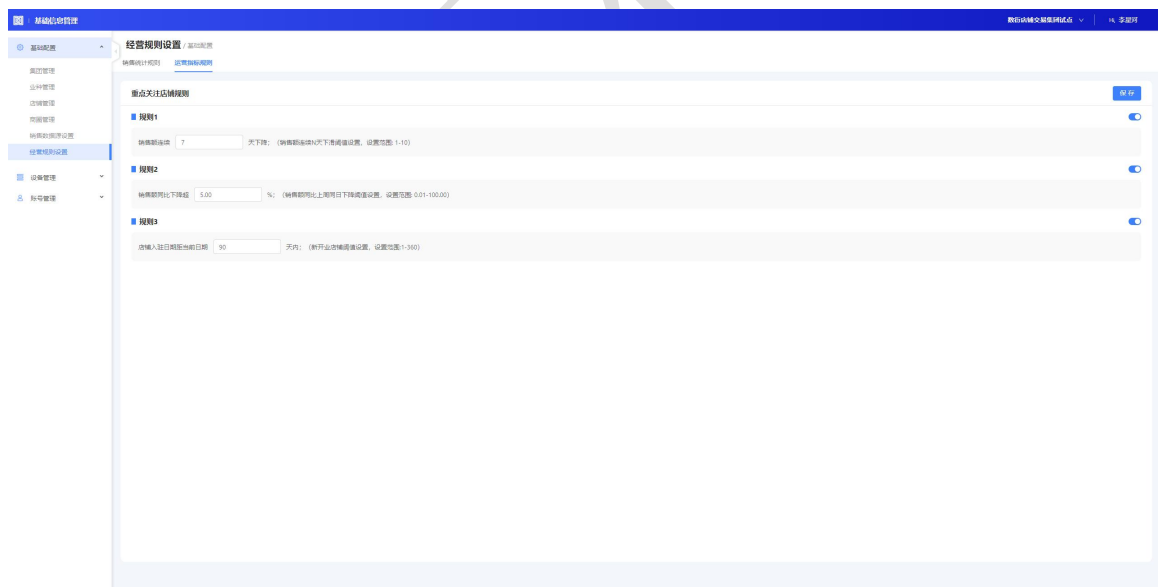 基础信息管理
数衍店铺交易集团试点
Hi, 李星河
基础配置
集团管理
业种管理
店铺管理
商圈管理
销售数据源设置
经营规则设置
设备管理
账号管理
经营规则设置 / 基础配置
销售统计规则 运营指标规则
重点关注店铺规则
保存
规则1
销售额连续 7 天下降; (销售额连续N天下滑阈值设置, 设置范围: 1-10)
规则2
销售额同比下降超 5.00 %; (销售额同比上周同日下降阈值设置, 设置范围: 0.01-100.00)
规则3
店铺入驻日期距当前日期 90 天内; (新开业店铺阈值设置, 设置范围:1-360)